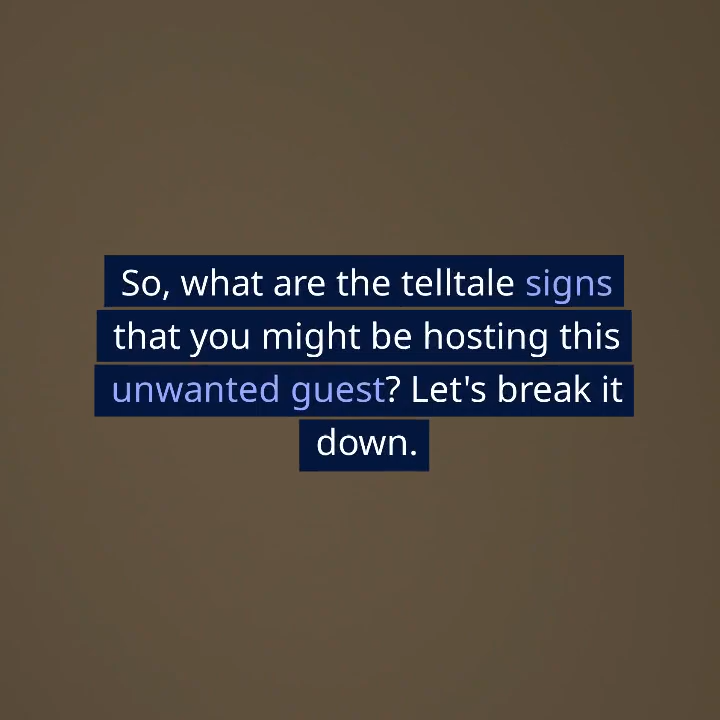 So, what are the telltale signs
that you might be hosting this
unwanted guest? Let's break it
down.